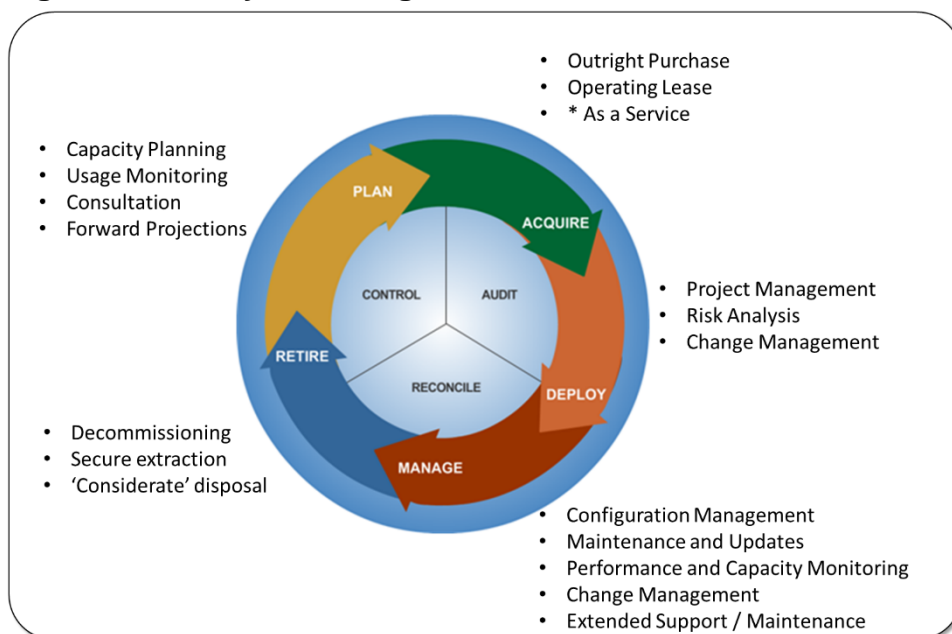 • Outright Purchase
• Operating Lease
• * As a Service
• Capacity Planning
• Usage Monitoring
• Consultation
• Forward Projections
PLAN
ACQUIRE
CONTROL
AUDIT
• Project Management
• Risk Analysis
• Change Management
RETIRE
RECONCILE
DEPLOY
• Decommissioning
• Secure extraction
• ‘Considerate’ disposal
MANAGE
• Configuration Management
• Maintenance and Updates
• Performance and Capacity Monitoring
• Change Management
• Extended Support / Maintenance